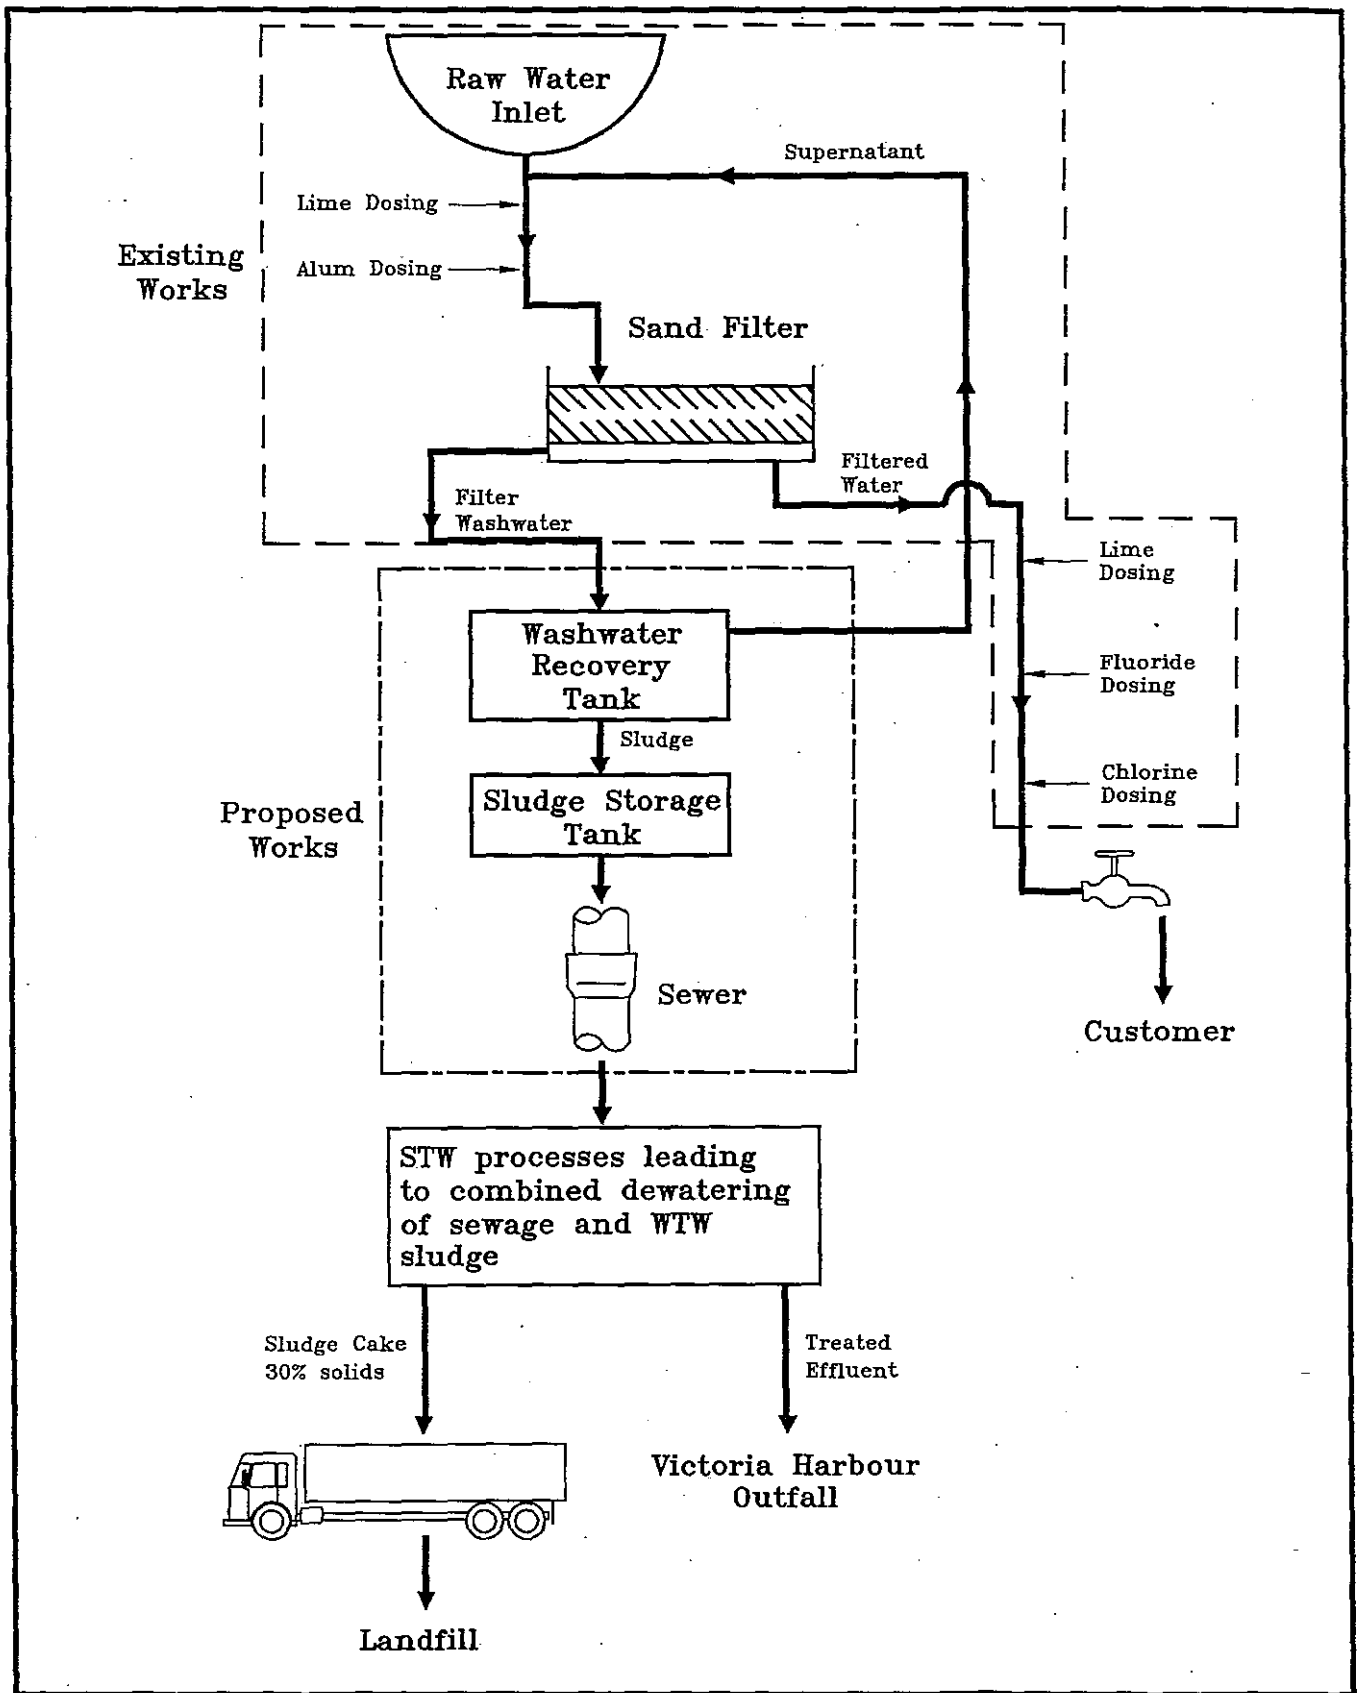 Raw Water
Inlet
Supernatant
Lime Dosing
Existing
Works
Alum Dosing
Sand Filter
Filtered
Water
Filter
Washwater
Lime
Dosing
Washwater
Recovery
Tank
Fluoride
Dosing
Sludge
Chlorine
Dosing
Sludge Storage
Tank
Proposed
Works
Sewer
Customer
STW processes leading
to combined dewatering
of sewage and WTW
sludge
Sludge Cake
30% solids
Treated
Effluent
Victoria Harbour
Outfall
Landfill